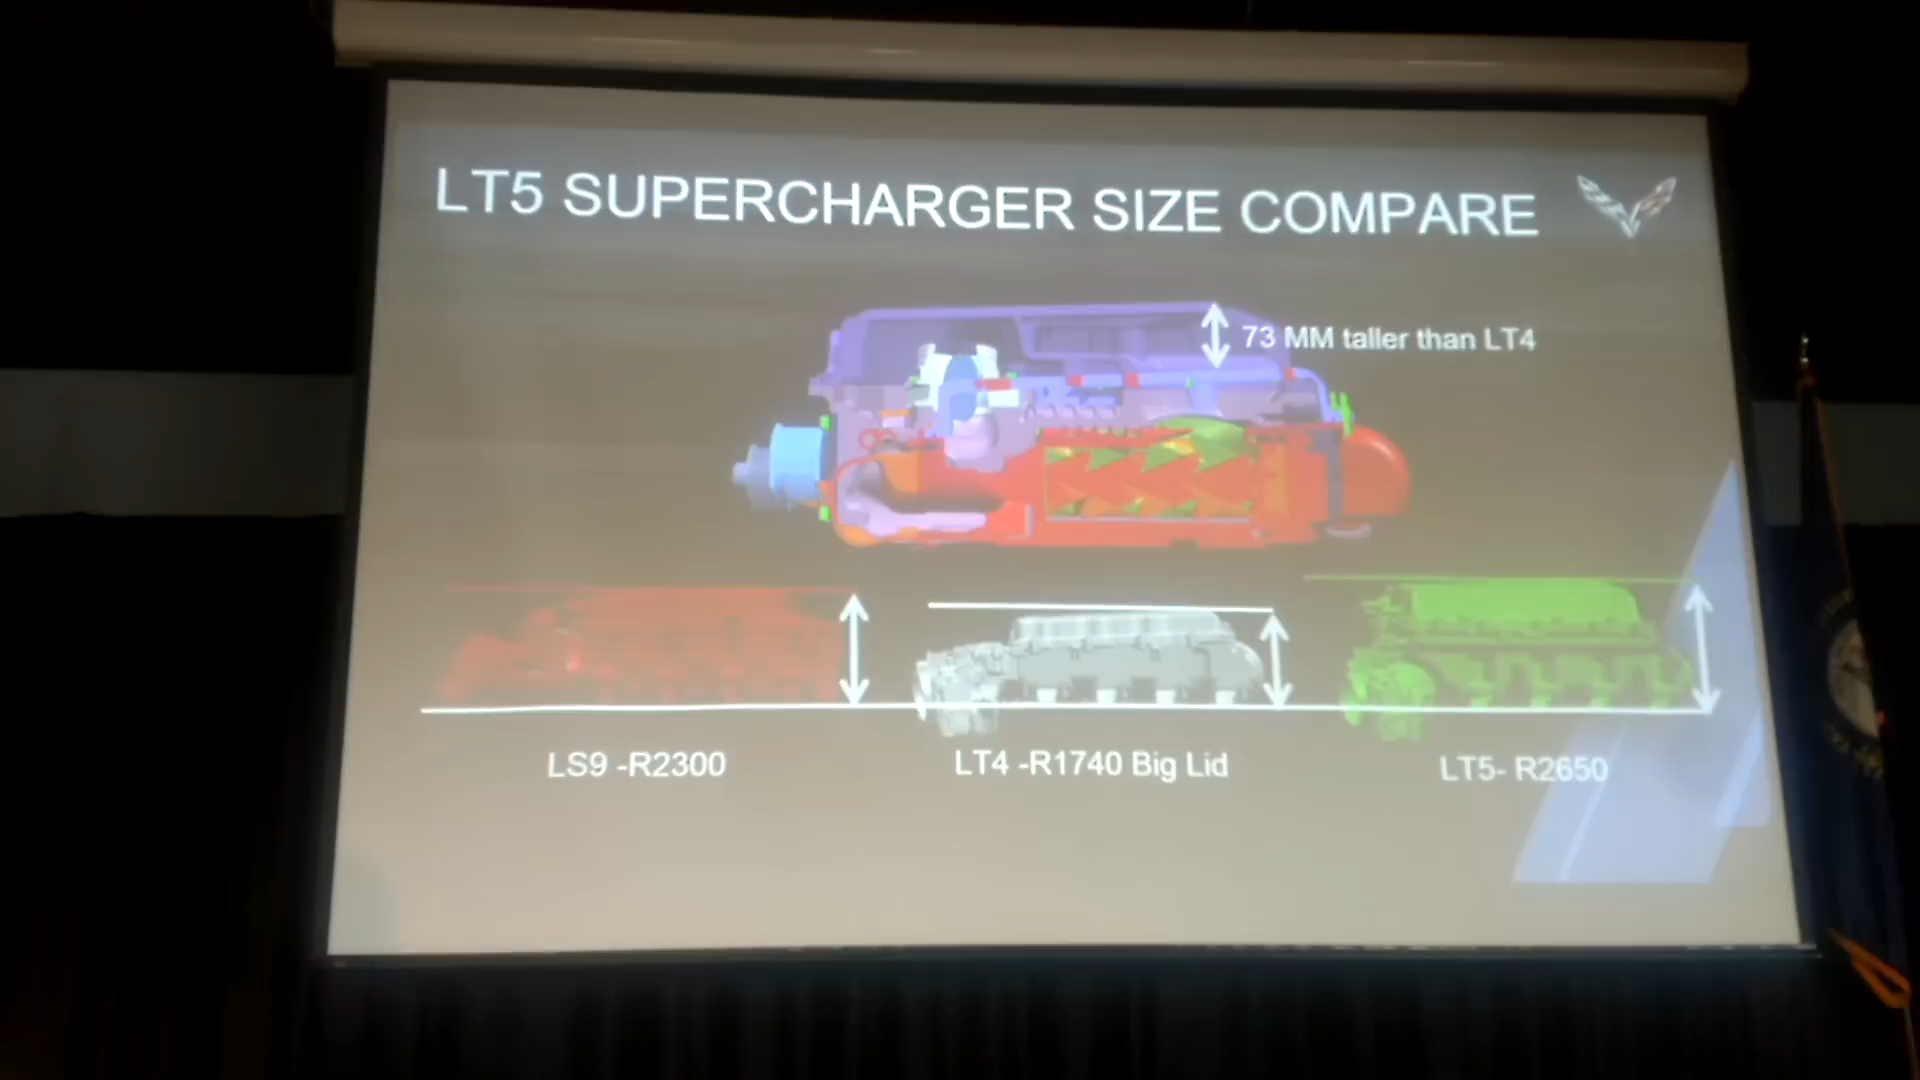 LT5 SUPERCHARGER SIZE COMPARE
73 MM taller than LT4
LS9 -R2300
LT4 -R1740 Big Lid
LT5- R2650